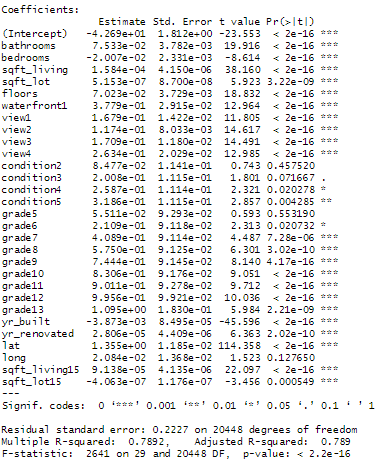 Coefficients:
Estimate Std. Error t value Pr(>|t|)
(Intercept) -4.269e+01 1.812e+00 -23.553 < 2e-16 ***
bathrooms 7.533e-02 3.782e-03 19.916 < 2e-16 ***
bedrooms -2.007e-02 2.331e-03 -8.614 < 2e-16 ***
sqft_living 1.584e-04 4.150e-06 38.160 < 2e-16 ***
sqft_lot 5.153e-07 8.700e-08 5.923 3.22e-09 ***
floors 7.023e-02 3.729e-03 18.832 < 2e-16 ***
waterfront1 3.779e-01 2.915e-02 12.964 < 2e-16 ***
view1 1.679e-01 1.422e-02 11.805 < 2e-16 ***
view2 1.174e-01 8.033e-03 14.617 < 2e-16 ***
view3 1.709e-01 1.180e-02 14.491 < 2e-16 ***
view4 2.634e-01 2.029e-02 12.985 < 2e-16 ***
condition2 8.477e-02 1.141e-01 0.743 0.457520
condition3 2.008e-01 1.115e-01 1.801 0.071667 .
condition4 2.587e-01 1.114e-01 2.321 0.020278 *
condition5 3.186e-01 1.115e-01 2.857 0.004285 **
grade5 5.511e-02 9.293e-02 0.593 0.553190
grade6 2.109e-01 9.118e-02 2.313 0.020732 *
grade7 4.089e-01 9.114e-02 4.487 7.28e-06 ***
grade8 5.750e-01 9.125e-02 6.301 3.02e-10 ***
grade9 7.444e-01 9.145e-02 8.140 4.17e-16 ***
grade10 8.306e-01 9.176e-02 9.051 < 2e-16 ***
grade11 9.011e-01 9.278e-02 9.712 < 2e-16 ***
grade12 9.956e-01 9.921e-02 10.036 < 2e-16 ***
grade13 1.095e+00 1.830e-01 5.984 2.21e-09 ***
yr_built -3.873e-03 8.495e-05 -45.596 < 2e-16 ***
yr_renovated 2.806e-05 4.409e-06 6.363 2.02e-10 ***
lat 1.355e+00 1.185e-02 114.358 < 2e-16 ***
long 2.084e-02 1.368e-02 1.523 0.127650
sqft_living15 9.138e-05 4.135e-06 22.097 < 2e-16 ***
sqft_lot15 -4.063e-07 1.176e-07 -3.456 0.000549 ***
---
Signif. codes: 0 ‘***’ 0.001 ‘**’ 0.01 ‘*’ 0.05 ‘.’ 0.1 ‘ ’ 1
Residual standard error: 0.2227 on 20448 degrees of freedom
Multiple R-squared: 0.7892, Adjusted R-squared: 0.789
F-statistic: 2641 on 29 and 20448 DF, p-value: < 2.2e-16